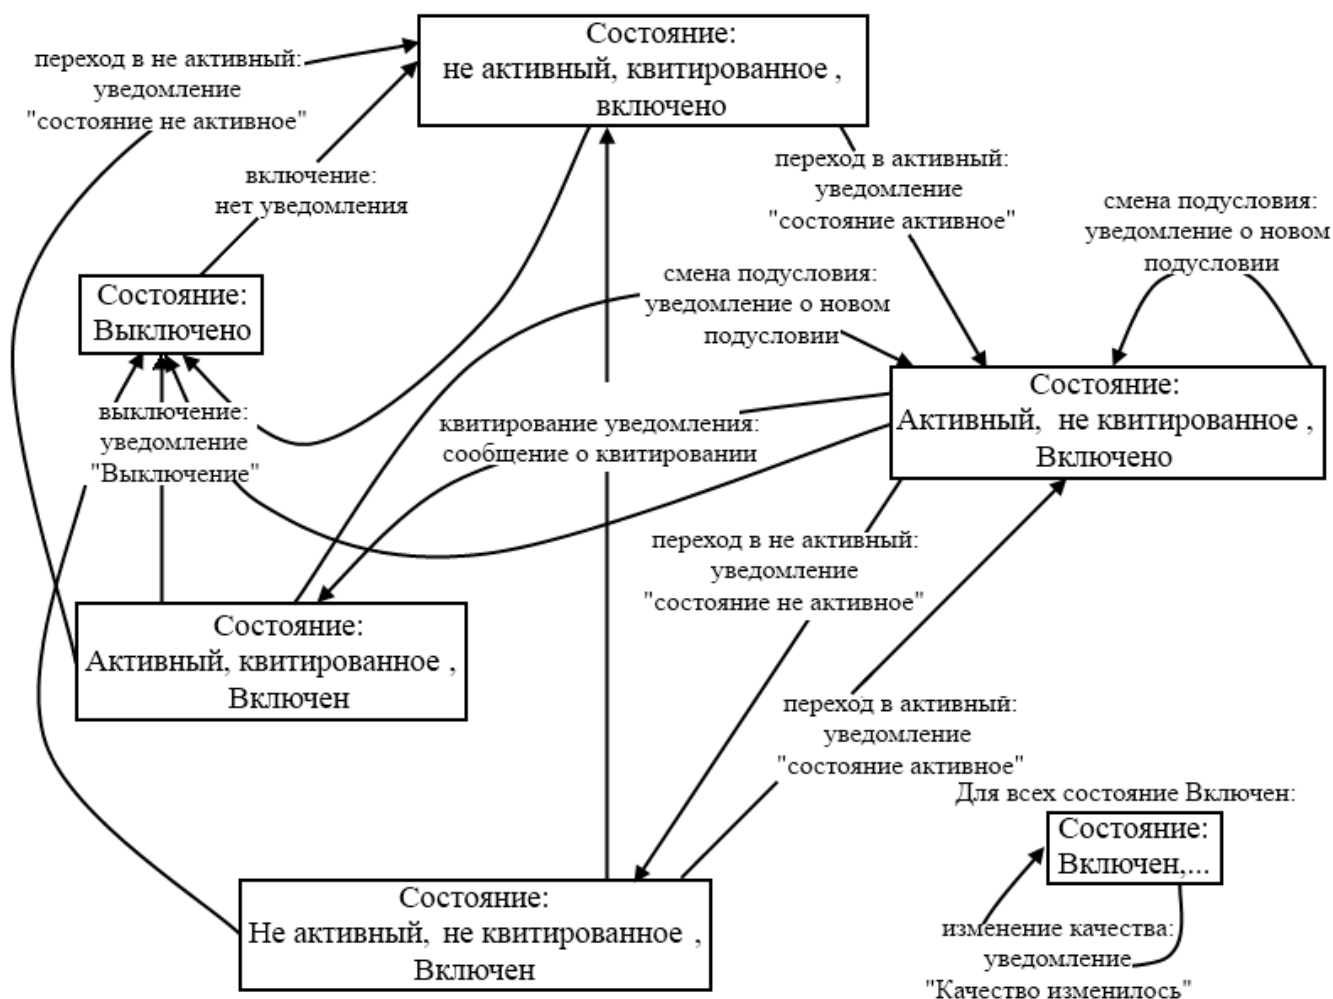 Состояние:
не активный, квитированное ,
включено
переход в не активный:
уведомление
"состояние не активное"
включение:
нет уведомления
переход в активный:
уведомление
"состояние активное"
смена подусловия:
уведомление о новом
подусловии
смена подусловия:
уведомление о новом
подусловии
Состояние:
Выключено
Состояние:
Активный, не квитированное ,
Включено
выключение:
уведомление
"Выключение"
квитирование уведомления:
сообщение о квитировании
переход в не активный:
уведомление
"состояние не активное"
Состояние:
Активный, квитированное ,
Включен
переход в активный:
уведомление
"состояние активное"
Для всех состояние Включен:
Состояние:
Включен,...
Состояние:
Не активный, не квитированное ,
Включен
изменение качества:
уведомление
"Качество изменилось"